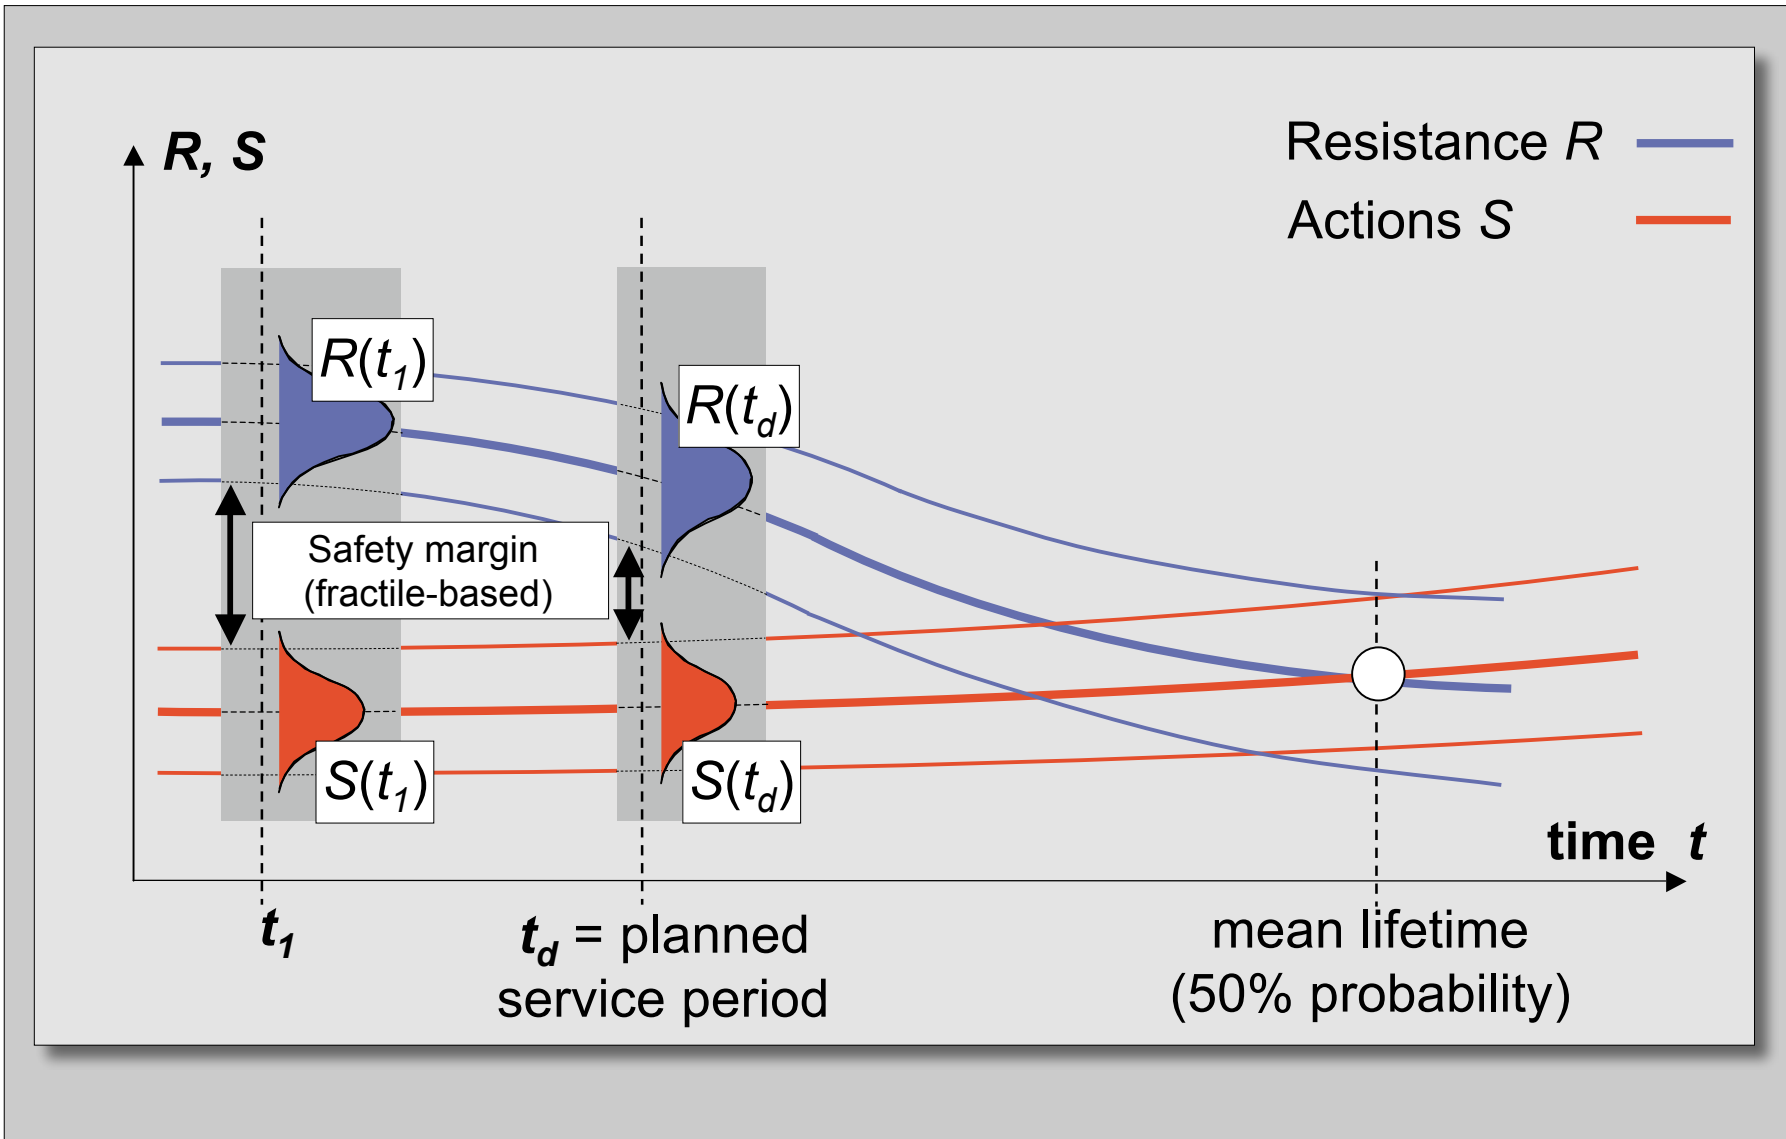 R, S
Resistance R
Actions S
R(t1)
R(td)
Safety margin
(fractile-based)
S(t1)
S(td)
time t
t1
td = planned
service period
mean lifetime
(50% probability)